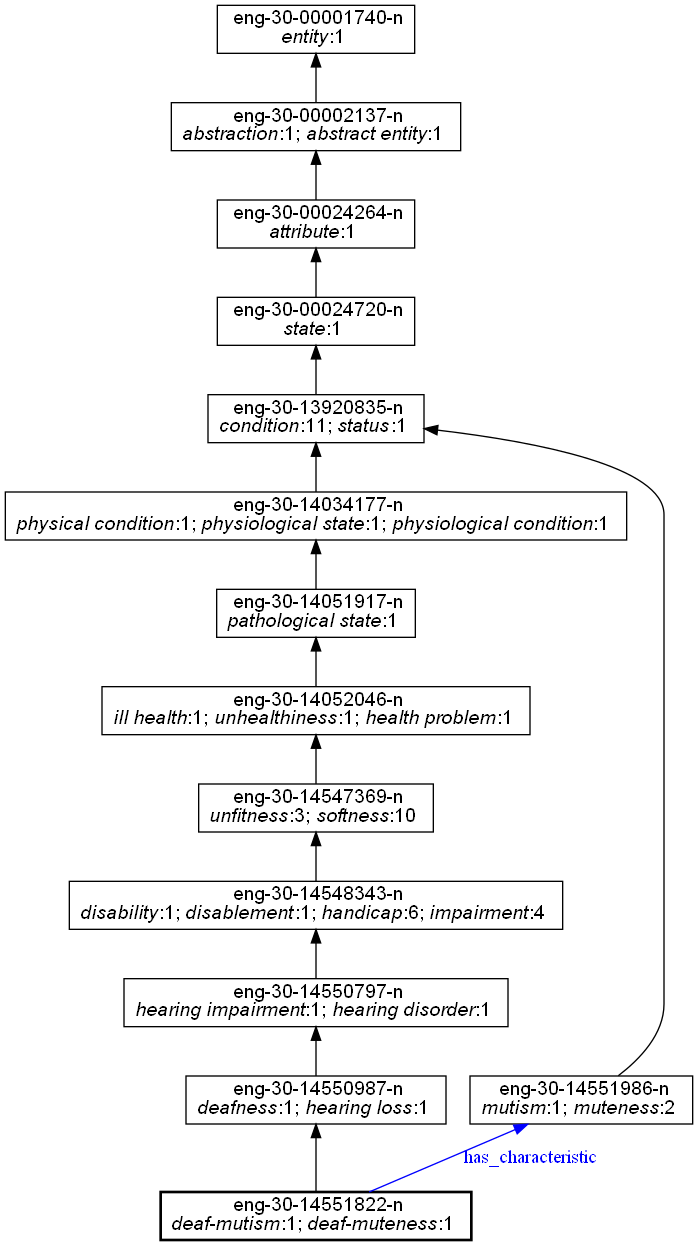 eng-30-00001740-n
entity:1
eng-30-00002137-n
abstraction:1; abstract entity:1
eng-30-00024264-n
attribute:1
eng-30-00024720-n
state:1
eng-30-13920835-n
condition:11; status:1
eng-30-14034177-n
physical condition:1; physiological state:1; physiological condition:1
eng-30-14051917-n
pathological state:1
eng-30-14052046-n
ill health:1; unhealthiness:1; health problem:1
eng-30-14547369-n
unfitness:3; softness:10
eng-30-14548343-n
disability:1; disablement:1; handicap:6; impairment:4
eng-30-14550797-n
hearing impairment:1; hearing disorder:1
eng-30-14550987-n
deafness:1; hearing loss:1
eng-30-14551986-n
mutism:1; muteness:2
has_characteristic
eng-30-14551822-n
deaf-mutism:1; deaf-muteness:1